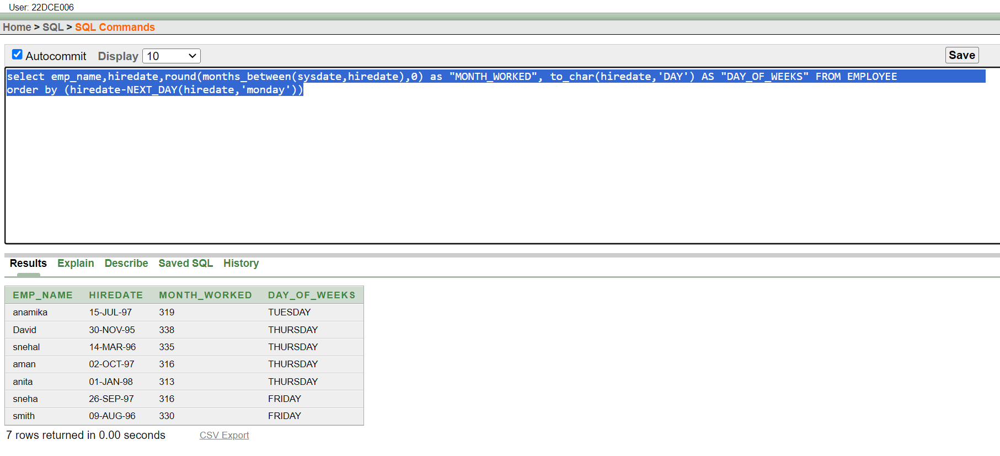 User: 22DCE006
Home > SQL > SQL Commands
Autocommit Display 10 Save
select emp_name,hiredate,round(months_between(sysdate,hiredate),0) as "MONTH_WORKED", to_char(hiredate,'DAY') AS "DAY_OF_WEEKS" FROM EMPLOYEE
order by (hiredate-NEXT_DAY(hiredate,'monday'))
Results Explain Describe Saved SQL History
EMP_NAME HIREDATE MONTH_WORKED DAY_OF_WEEKS
anamika 15-JUL-97 319 TUESDAY
David 30-NOV-95 338 THURSDAY
snehal 14-MAR-96 335 THURSDAY
aman 02-OCT-97 316 THURSDAY
anita 01-JAN-98 313 THURSDAY
sneha 26-SEP-97 316 FRIDAY
smith 09-AUG-96 330 FRIDAY
7 rows returned in 0.00 seconds CSV Export